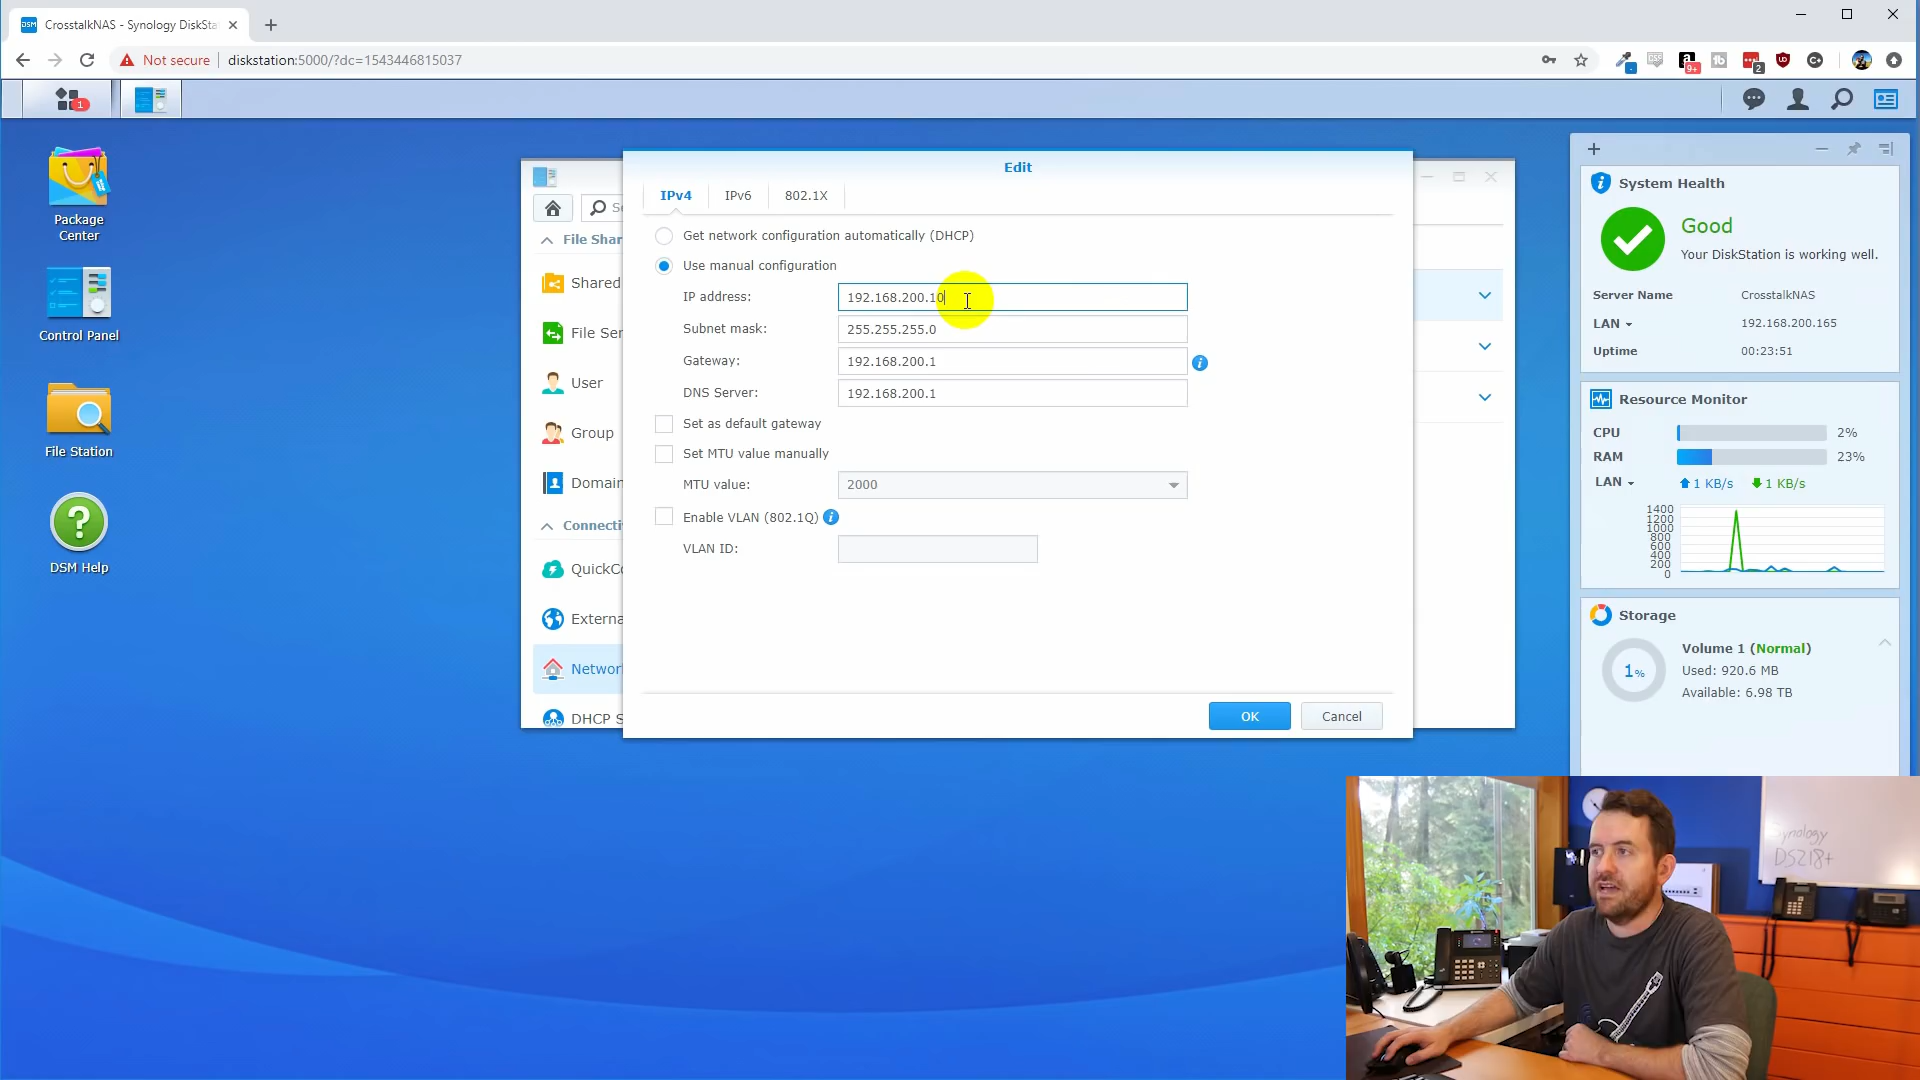 CrosstalkNAS - Synology DiskSta
Not secure
diskstation:5000/?dc=1543446815037
9+
2
1
Package
Center
Control Panel
File Station
DSM Help
File Shar
Shared
File Ser
User
Group
Domain
Connecti
QuickCo
Externa
Networ
DHCP S
Edit
IPv4
IPv6
802.1X
Get network configuration automatically (DHCP)
Use manual configuration
IP address:
192.168.200.10
Subnet mask:
255.255.255.0
Gateway:
192.168.200.1
DNS Server:
192.168.200.1
Set as default gateway
Set MTU value manually
MTU value:
2000
Enable VLAN (802.1Q)
VLAN ID:
OK
Cancel
System Health
Good
Your DiskStation is working well.
Server Name
CrosstalkNAS
LAN
192.168.200.165
Uptime
00:23:51
Resource Monitor
CPU
2%
RAM
23%
LAN
1 KB/s
1 KB/s
1400
1200
1000
800
600
400
200
0
Storage
1%
Volume 1 (Normal)
Used: 920.6 MB
Available: 6.98 TB
Synology
DS218+